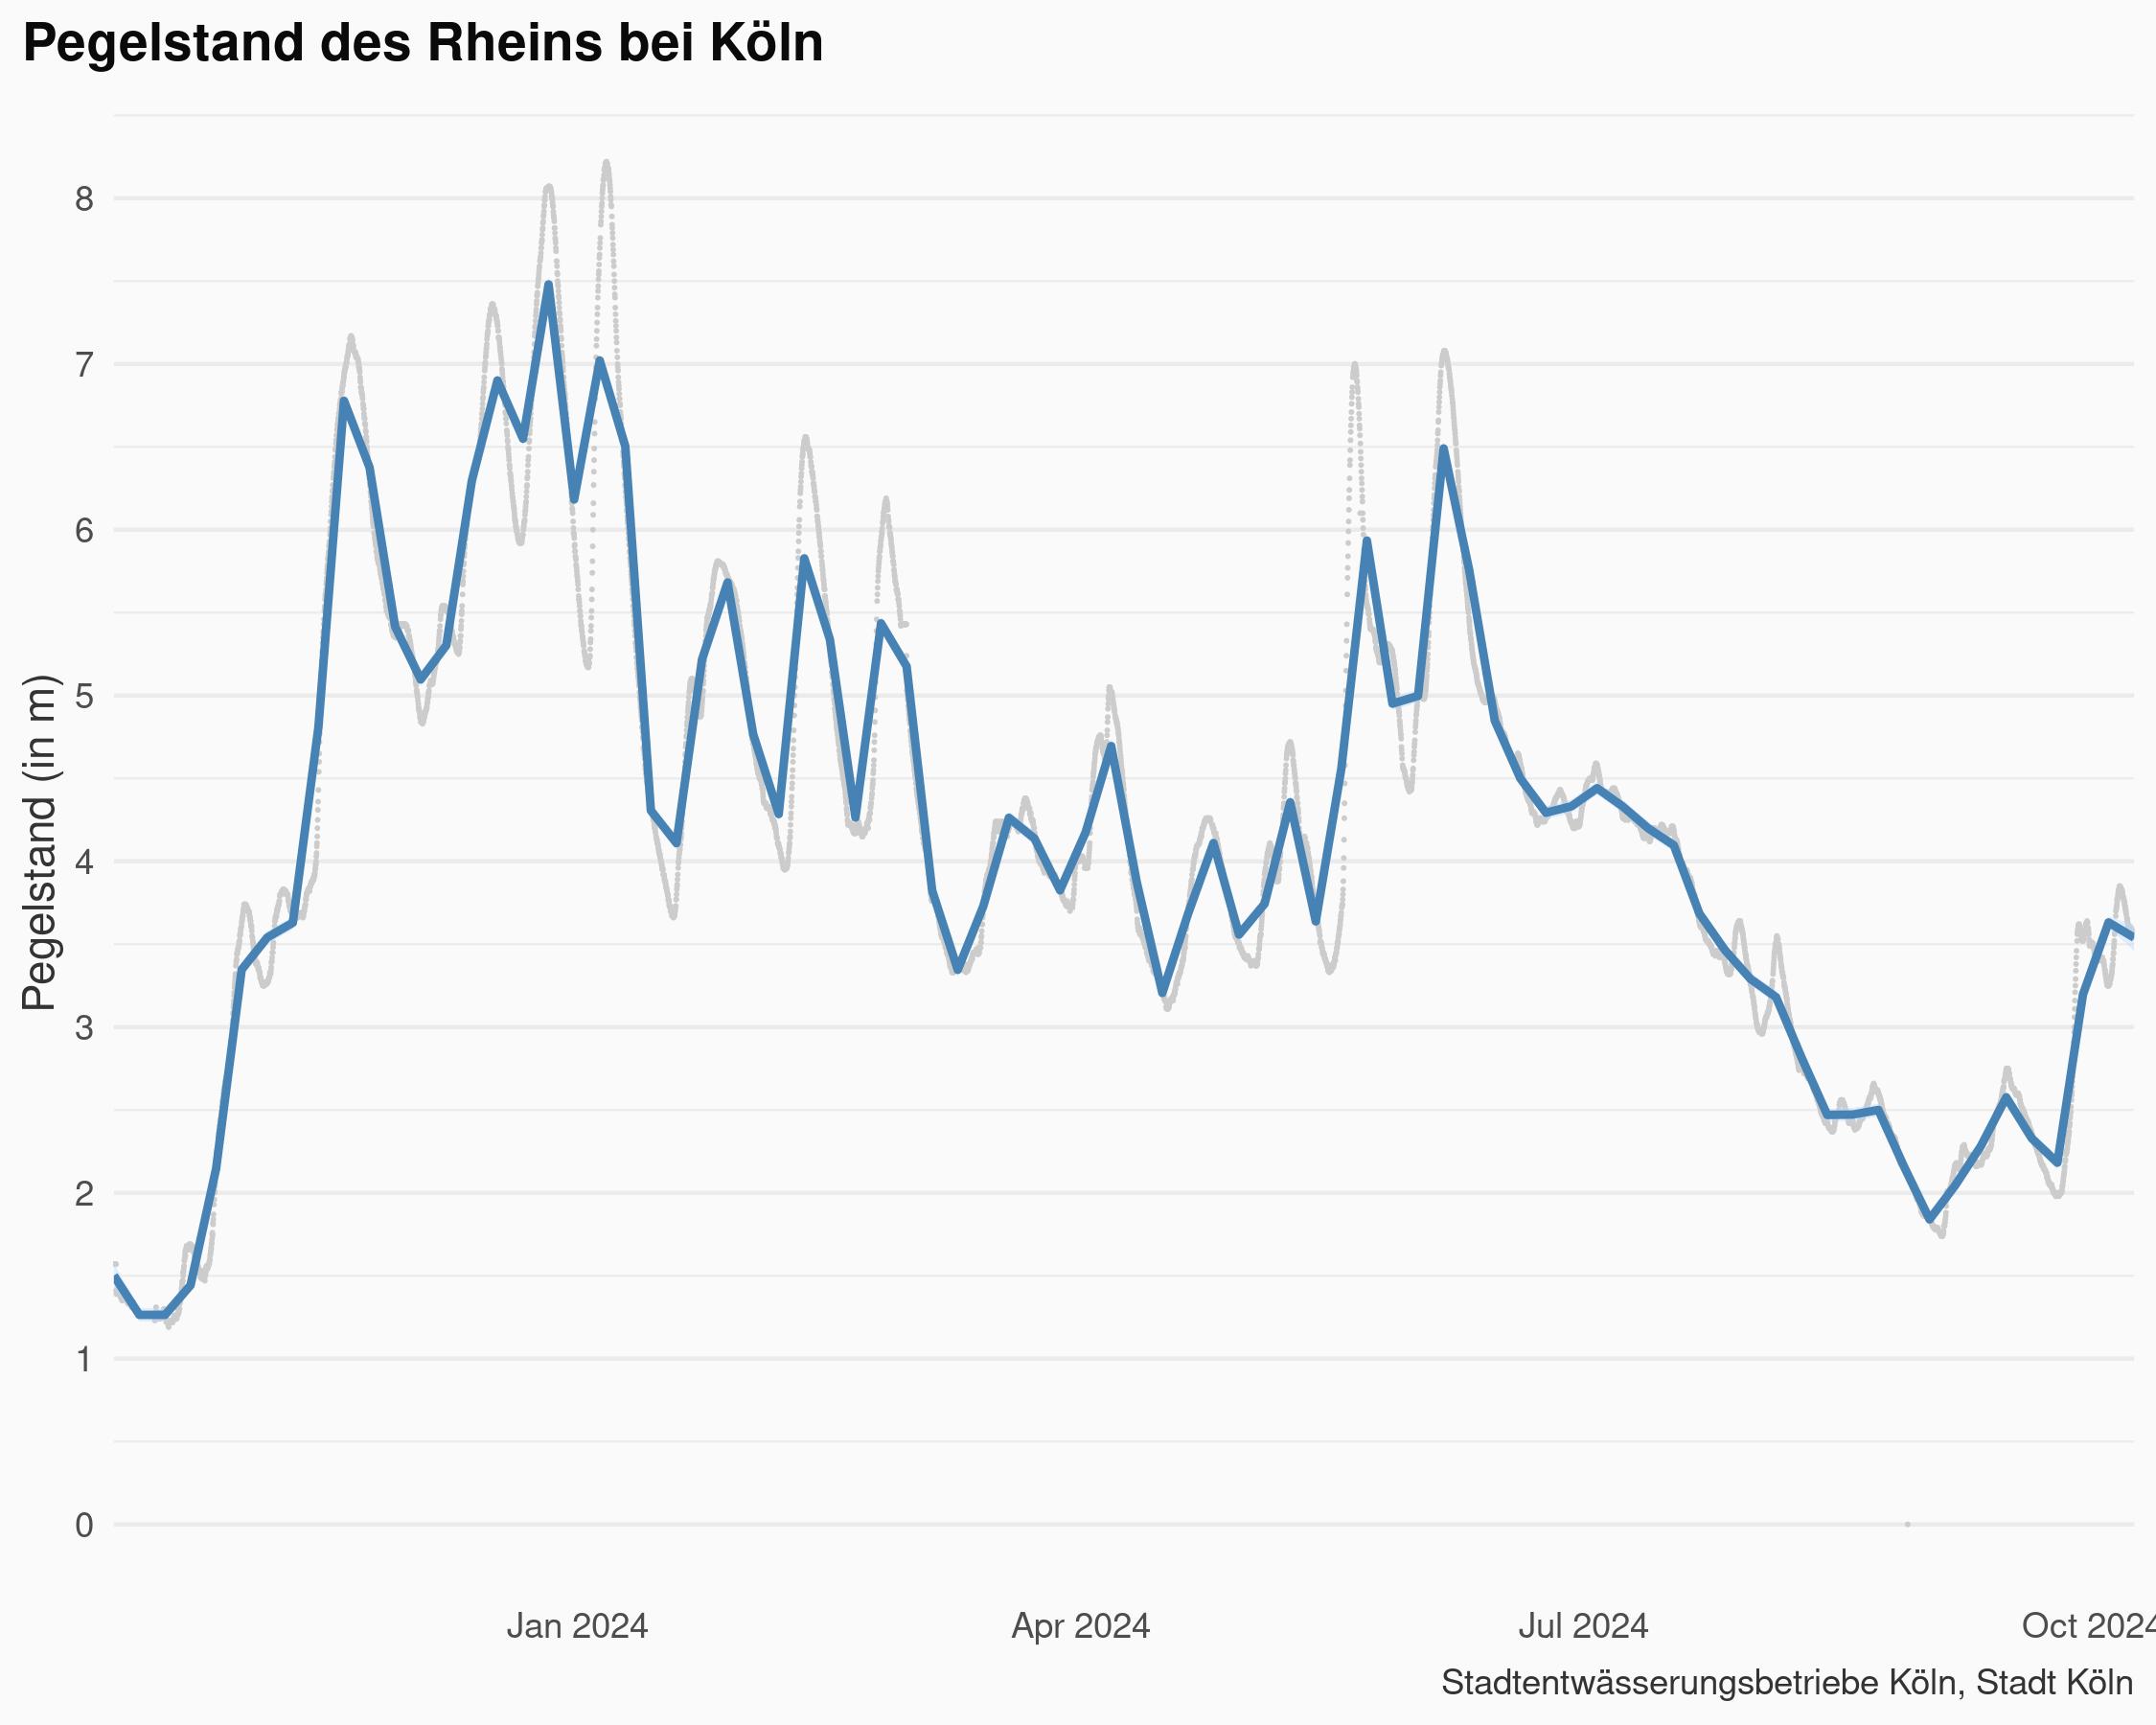 Pegelstand des Rheins bei Köln
Pegelstand (in m)
8
7
6
5
4
3
2
1
0
Jan 2024
Apr 2024
Jul 2024
Oct 2024
Stadtentwässerungsbetriebe Köln, Stadt Köln